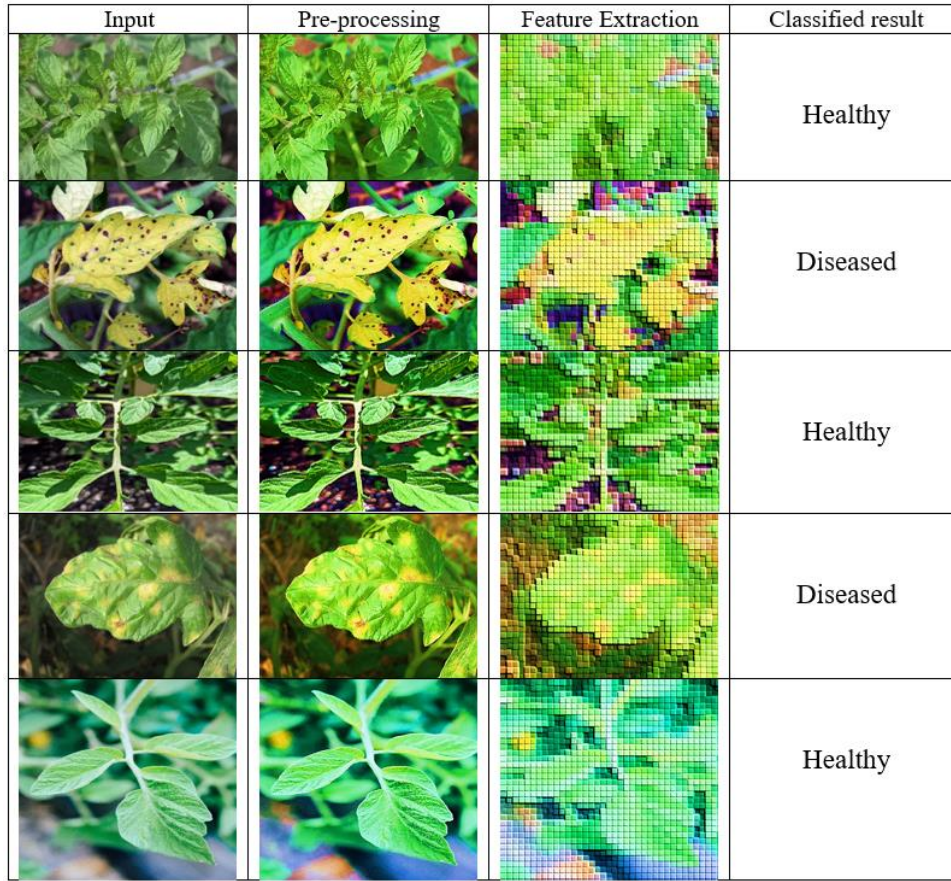 Input Pre-processing Feature Extraction Classified result
Healthy
Diseased
Healthy
Diseased
Healthy